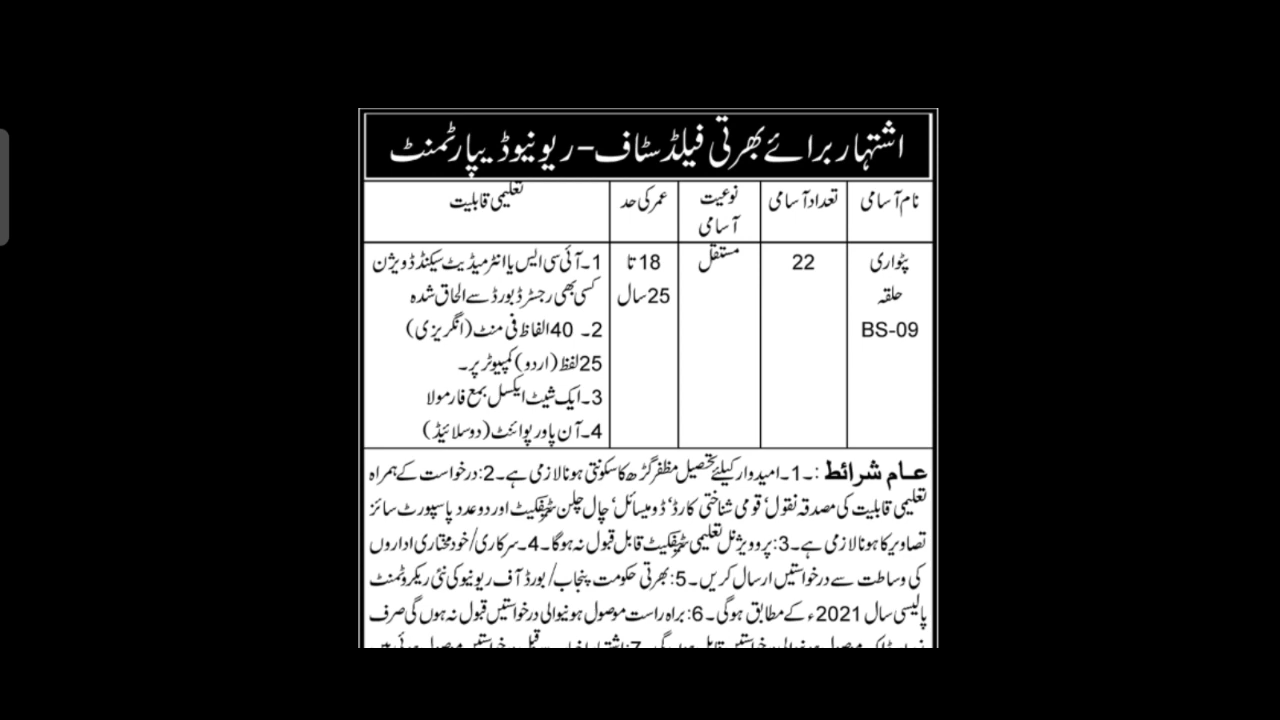 اشتہار برائے بھرتی فیلڈ سٹاف - ریونیو ڈیپارٹمنٹ
نام آسامی
تعداد آسامی
نوعیت
آسامی
عمر کی حد
تعلیمی قابلیت
پٹواری
حلقہ
BS-09
22
مستقل
18 تا
25 سال
1۔ آئی سی ایس یا انٹر میڈیٹ سیکنڈ ڈویژن
کسی بھی رجسٹرڈ بورڈ سے الحاق شدہ
2۔ 40 الفاظ فی منٹ (انگریزی)
25 لفظ (اردو) کمپیوٹر پر۔
3۔ ایک شیٹ ایکسل بمع فارمولا
4۔ آن پاور پوائنٹ (دو سلائیڈ)
عام شرائط :۔ 1۔ امیدوار کیلئے تحصیل مظفر گڑھ کا سکونتی ہونا لازمی ہے۔ 2: درخواست کے ہمراہ
تعلیمی قابلیت کی مصدقہ نقول، قومی شناختی کارڈ، ڈومیسائل، چال چلن سرٹیفکیٹ اور دو عدد پاسپورٹ سائز
تصاویر کا ہونا لازمی ہے۔ 3: پروویژنل تعلیمی سرٹیفکیٹ قابل قبول نہ ہوگا۔ 4۔ سرکاری/ خود مختاری اداروں
کی وساطت سے درخواستیں ارسال کریں۔ 5: بھرتی حکومت پنجاب/ بورڈ آف ریونیو کی نئی ریکروٹمنٹ
پالیسی سال 2021ء کے مطابق ہوگی۔ 6: براہ راست موصول ہونیوالی درخواستیں قبول نہ ہوں گی صرف